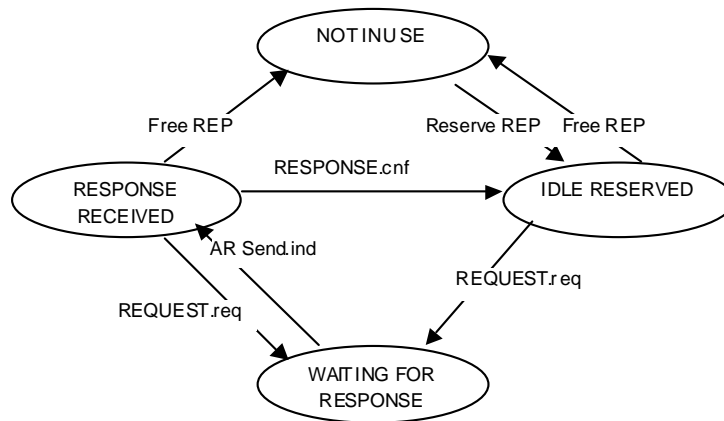 NOT IN USE
Free REP
Reserve REP
Free REP
RESPONSE.cnf
RESPONSE
RECEIVED
IDLE RESERVED
AR Send.ind
REQUEST.req
REQUEST.req
WAITING FOR
RESPONSE